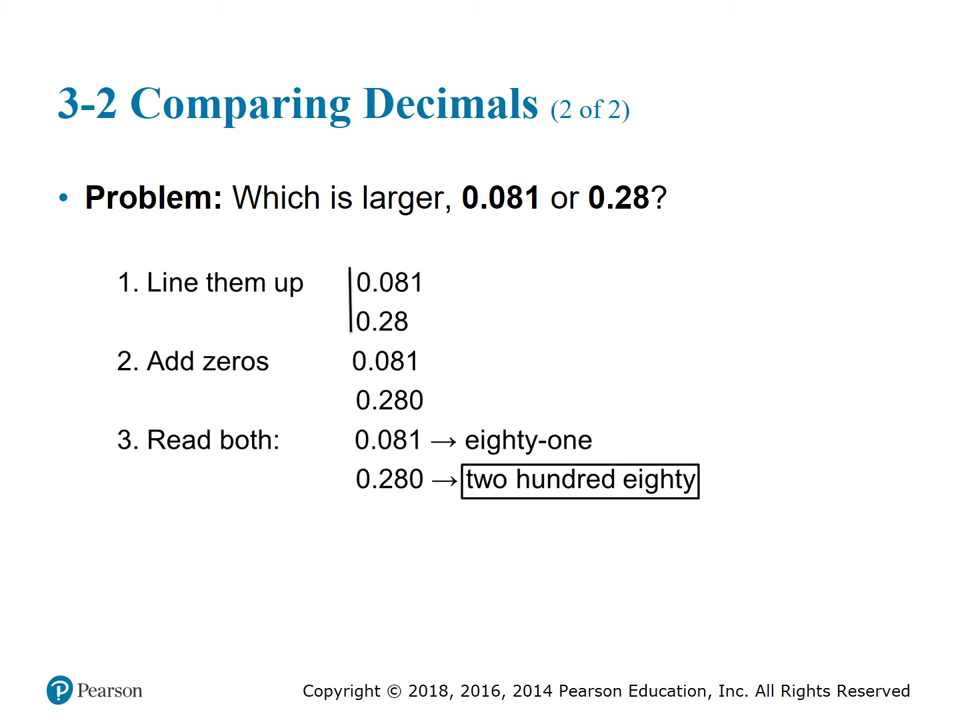 3-2 Comparing Decimals (2 of 2)
• Problem: Which is larger, 0.081 or 0.28?
1. Line them up 0.081
0.28
2. Add zeros 0.081
0.280
3. Read both: 0.081 → eighty-one
0.280 → two hundred eighty
Pearson Copyright © 2018, 2016, 2014 Pearson Education, Inc. All Rights Reserved